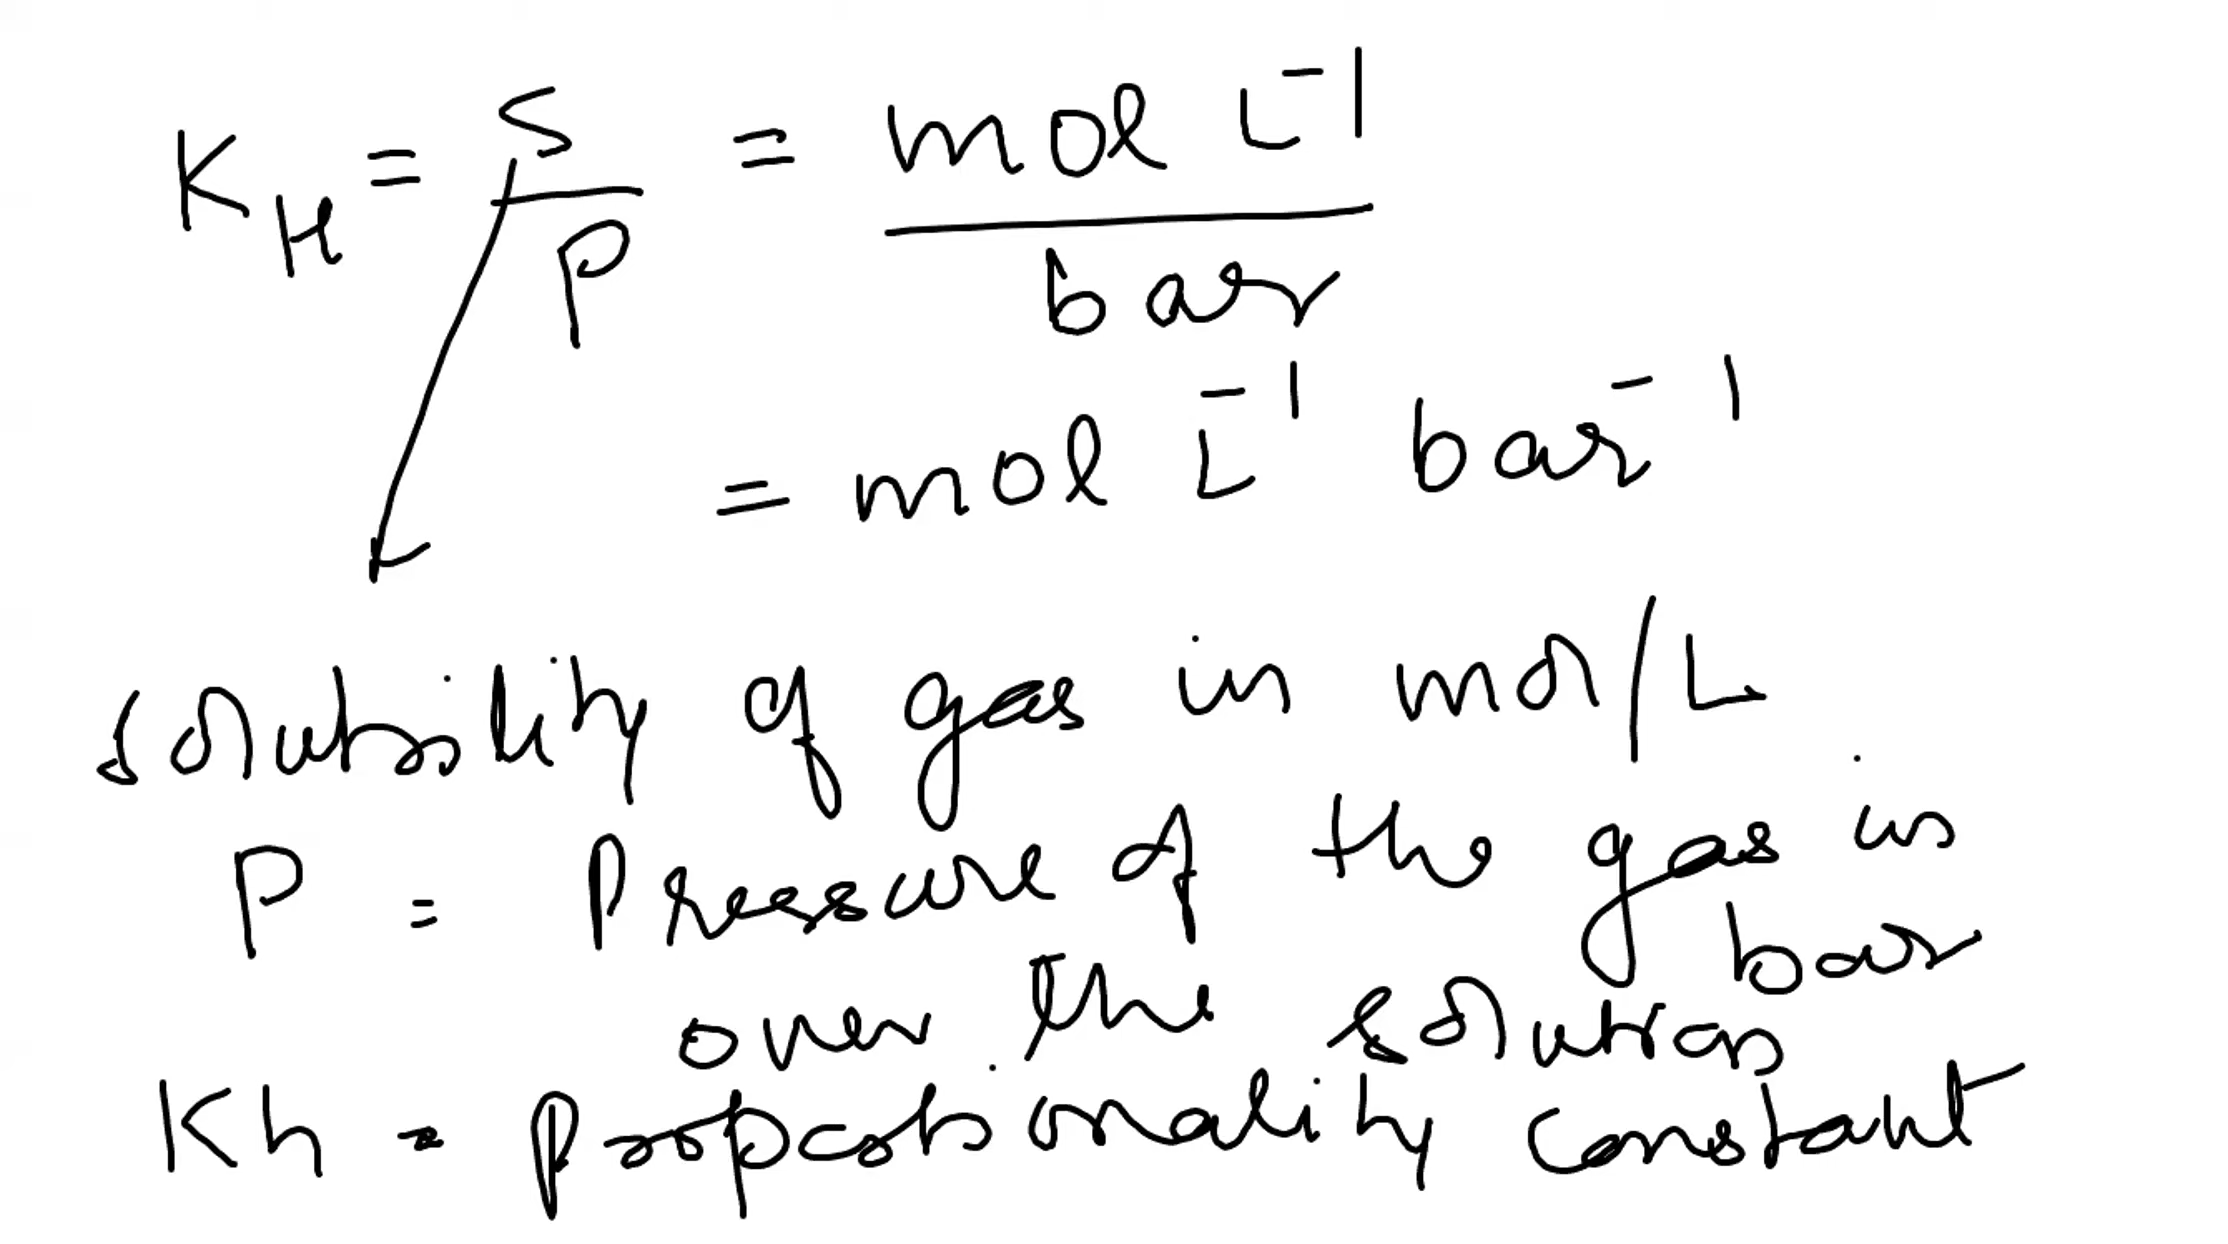 K_H = S/P = mol L⁻¹/bar
= mol L⁻¹ bar⁻¹
solubility of gas in mol/L
P = Pressure of the gas in bar
over the solution
Kh = proportionality constant